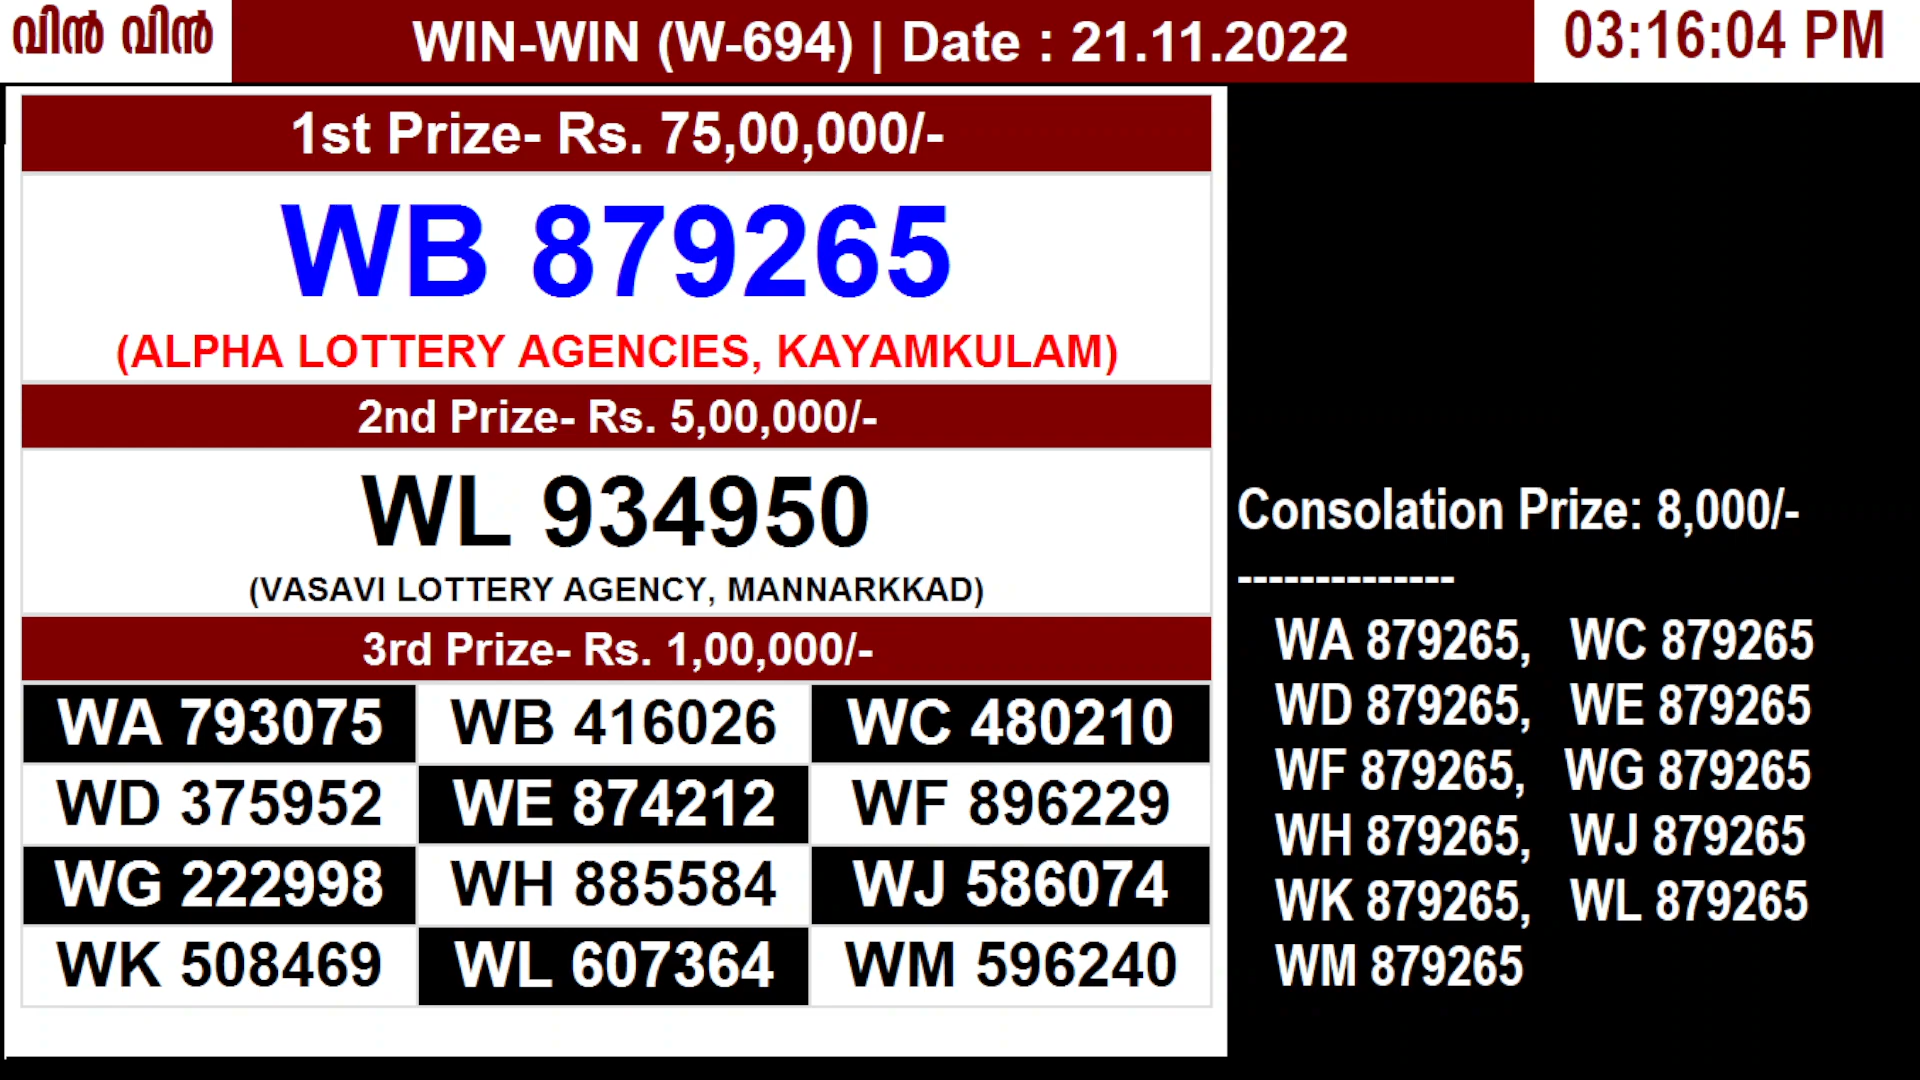 വിൻ വിൻ
WIN-WIN (W-694) | Date : 21.11.2022
03:16:04 PM
1st Prize- Rs. 75,00,000/-
WB 879265
(ALPHA LOTTERY AGENCIES, KAYAMKULAM)
2nd Prize- Rs. 5,00,000/-
WL 934950
(VASAVI LOTTERY AGENCY, MANNARKKAD)
3rd Prize- Rs. 1,00,000/-
WA 793075 WB 416026 WC 480210
WD 375952 WE 874212 WF 896229
WG 222998 WH 885584 WJ 586074
WK 508469 WL 607364 WM 596240
Consolation Prize: 8,000/-
--------------
WA 879265, WC 879265
WD 879265, WE 879265
WF 879265, WG 879265
WH 879265, WJ 879265
WK 879265, WL 879265
WM 879265